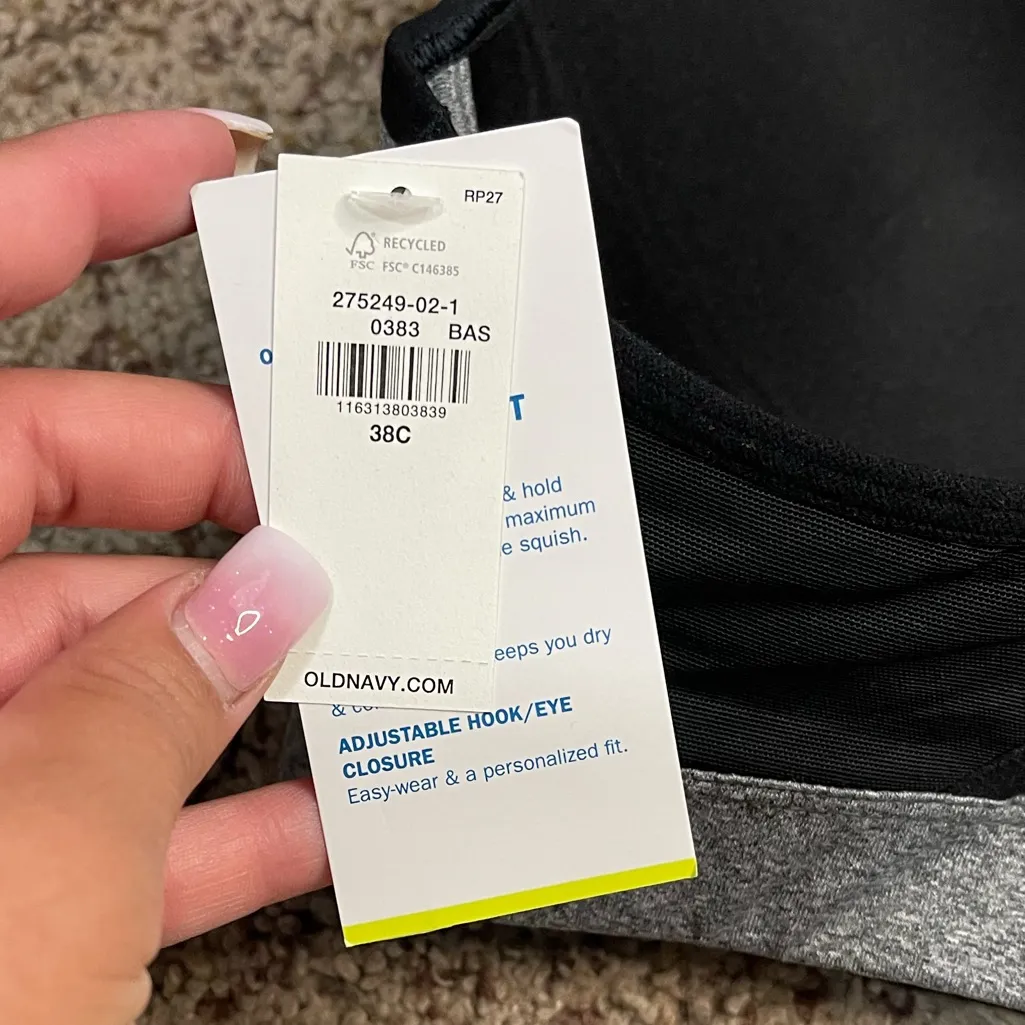 RP27
RECYCLED
FSC FSC® C146385
275249-02-1
0383 BAS
116313803839
38C
OLDNAVY.COM
T
& hold
maximum
squish.
you dry
&
ADJUSTABLE HOOK/EYE
CLOSURE
Easy-wear & a personalized fit.